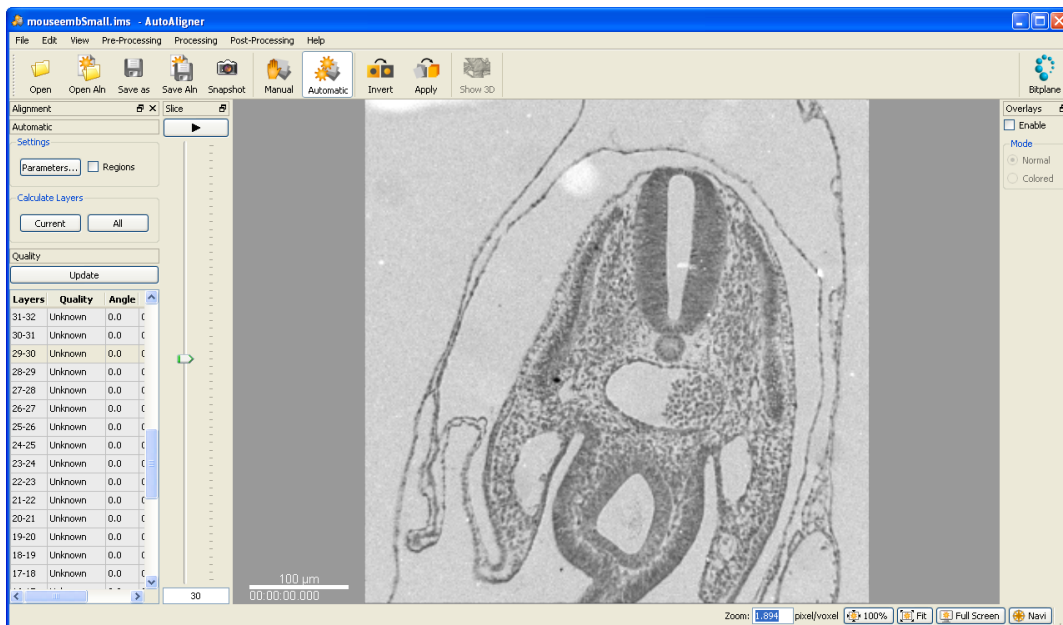 mouseembSmall.ims - AutoAligner
File Edit View Pre-Processing Processing Post-Processing Help
Open Open Aln Save as Save Aln Snapshot Manual Automatic Invert Apply Show 3D Bitplane
Alignment Slice Overlays
Automatic Enable
Settings Mode
Parameters... Regions Normal
Colored
Calculate Layers
Current All
Quality
Update
Layers Quality Angle
31-32 Unknown 0.0
30-31 Unknown 0.0
29-30 Unknown 0.0
28-29 Unknown 0.0
27-28 Unknown 0.0
26-27 Unknown 0.0
25-26 Unknown 0.0
24-25 Unknown 0.0
23-24 Unknown 0.0
22-23 Unknown 0.0
21-22 Unknown 0.0
20-21 Unknown 0.0
19-20 Unknown 0.0
18-19 Unknown 0.0
17-18 Unknown 0.0
100 µm
30 00:00:00.000
Zoom: 1.894 pixel/voxel 100% Fit Full Screen Navi